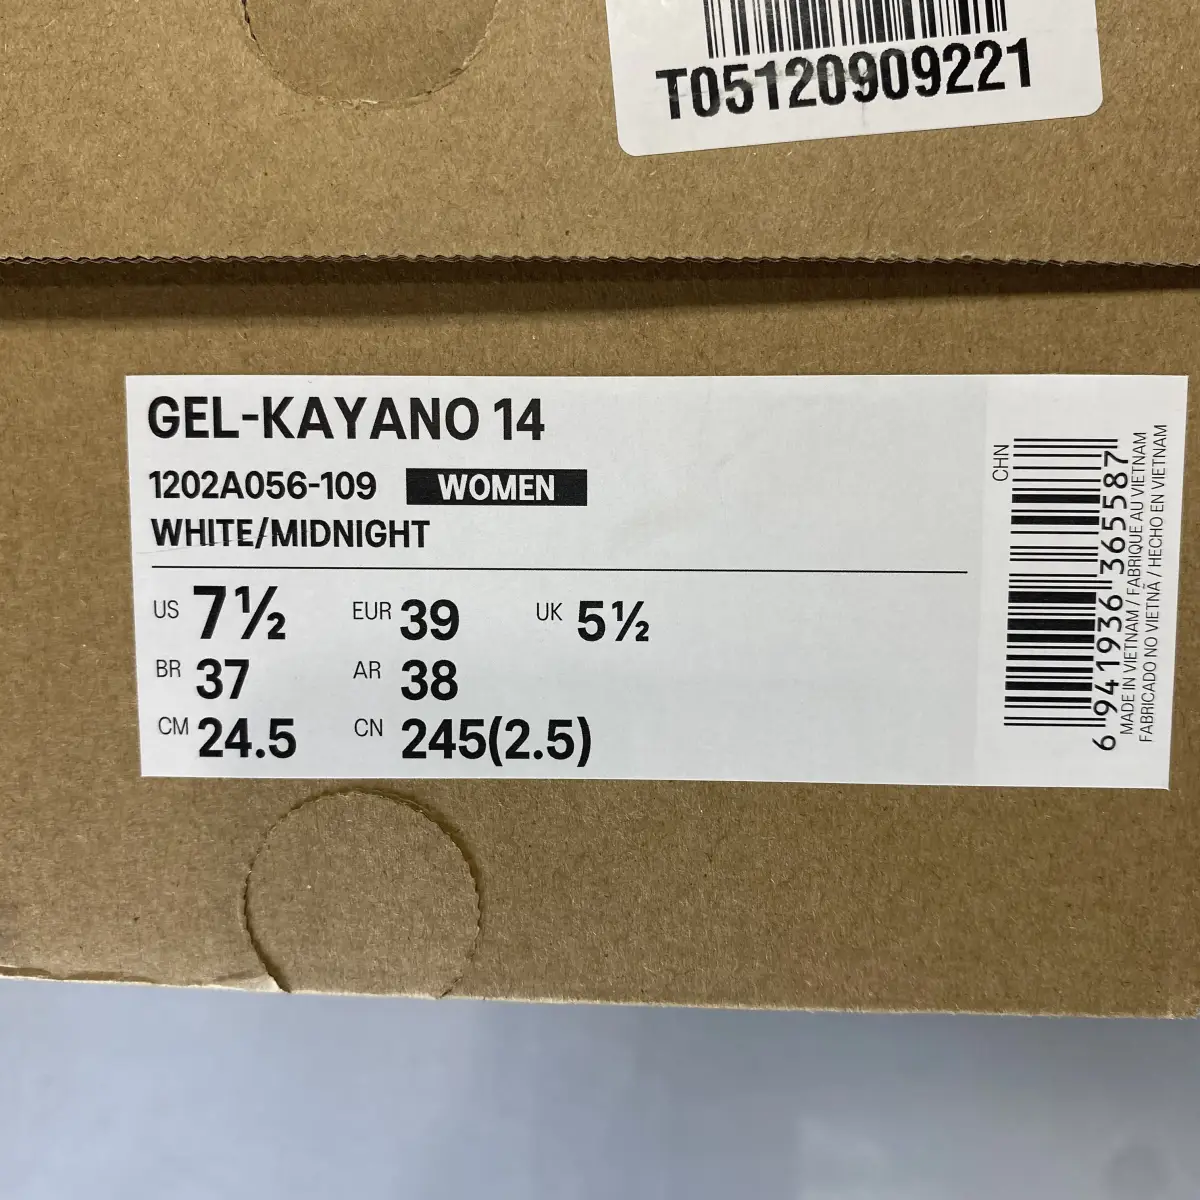 T05120909221
GEL-KAYANO 14
1202A056-109 WOMEN
WHITE/MIDNIGHT
US 7½ EUR 39 UK 5½
BR 37 AR 38
CM 24.5 CN 245(2.5)
CHN
6 941936 365587
MADE IN VIETNAM / FABRIQUE AU VIETNAM
FABRICADO NO VIETNÃ / HECHO EN VIETNAM